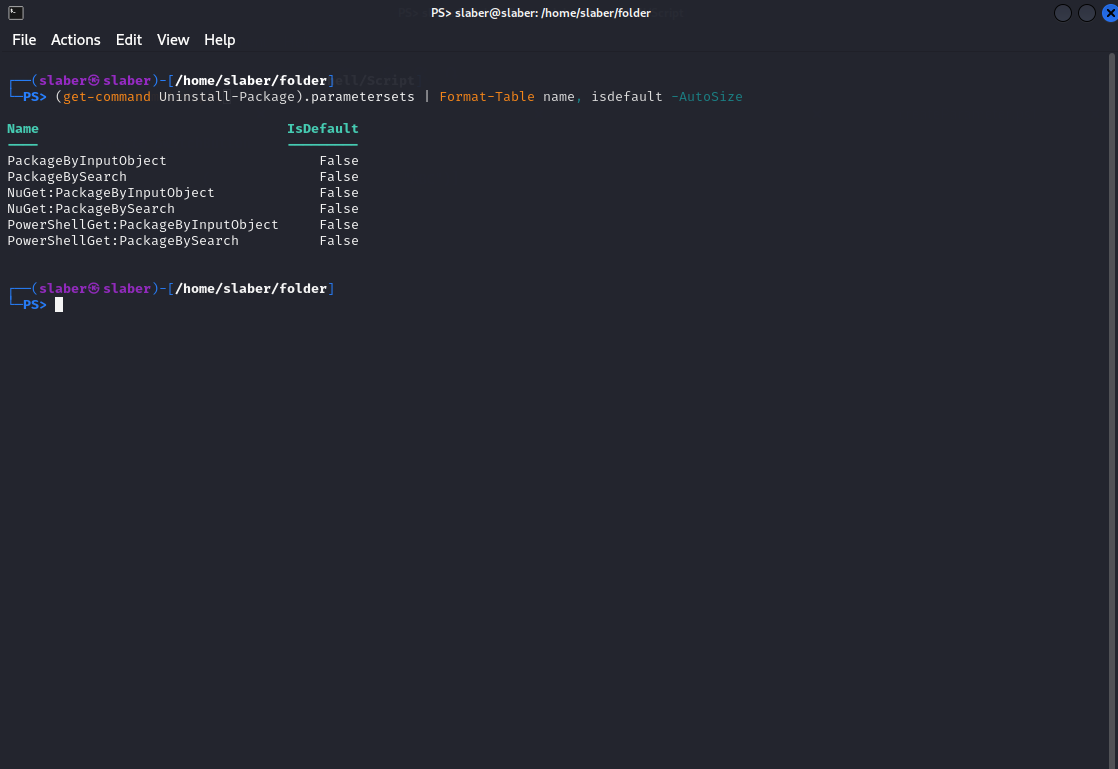 PS> slaber@slaber: /home/slaber/folder
File Actions Edit View Help
┌──(slaber㉿slaber)-[/home/slaber/folder]
└─PS> (get-command Uninstall-Package).parametersets | Format-Table name, isdefault -AutoSize
Name IsDefault
PackageByInputObject False
PackageBySearch False
NuGet:PackageByInputObject False
NuGet:PackageBySearch False
PowerShellGet:PackageByInputObject False
PowerShellGet:PackageBySearch False
┌──(slaber㉿slaber)-[/home/slaber/folder]
└─PS>